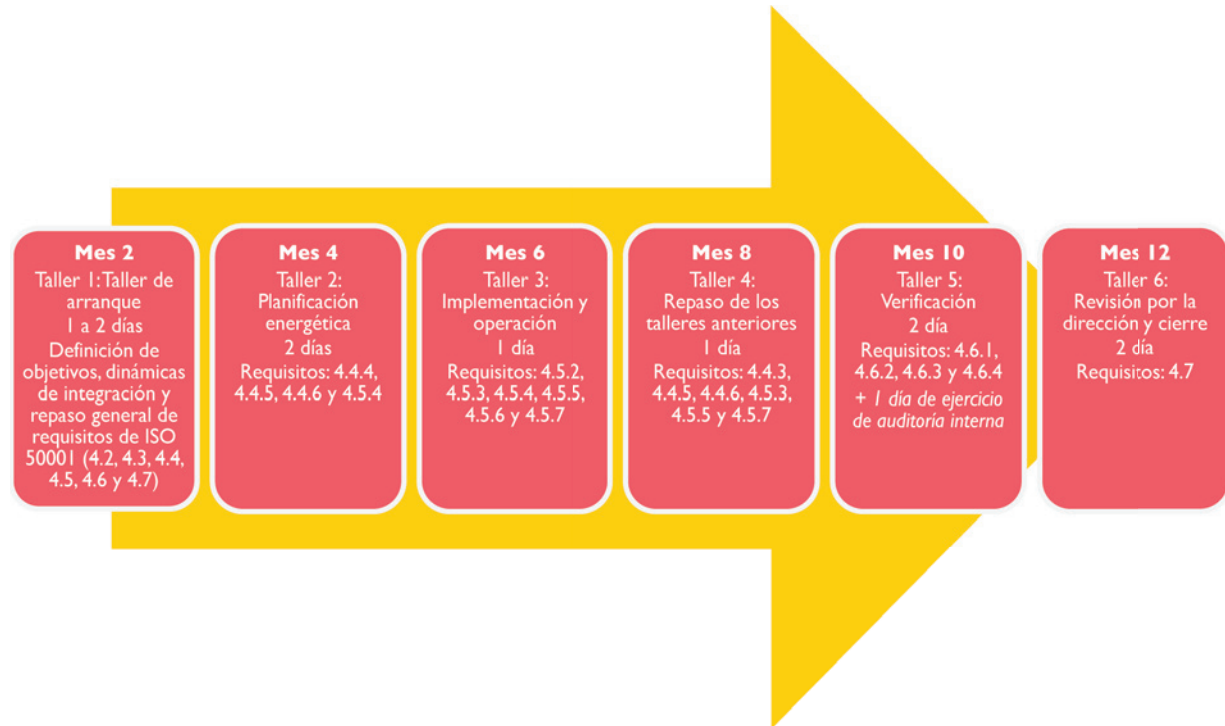 Mes 2
Taller 1: Taller de
arranque
1 a 2 días
Definición de
objetivos, dinámicas
de integración y
repaso general de
requisitos de ISO
50001 (4.2, 4.3, 4.4,
4.5, 4.6 y 4.7)
Mes 4
Taller 2:
Planificación
energética
2 días
Requisitos: 4.4.4,
4.4.5, 4.4.6 y 4.5.4
Mes 6
Taller 3:
Implementación y
operación
1 día
Requisitos: 4.5.2,
4.5.3, 4.5.4, 4.5.5,
4.5.6 y 4.5.7
Mes 8
Taller 4:
Repaso de los
talleres anteriores
1 día
Requisitos: 4.4.3,
4.4.5, 4.4.6, 4.5.3,
4.5.5 y 4.5.7
Mes 10
Taller 5:
Verificación
2 día
Requisitos: 4.6.1,
4.6.2, 4.6.3 y 4.6.4
+ 1 día de ejercicio
de auditoría interna
Mes 12
Taller 6:
Revisión por la
dirección y cierre
2 día
Requisitos: 4.7